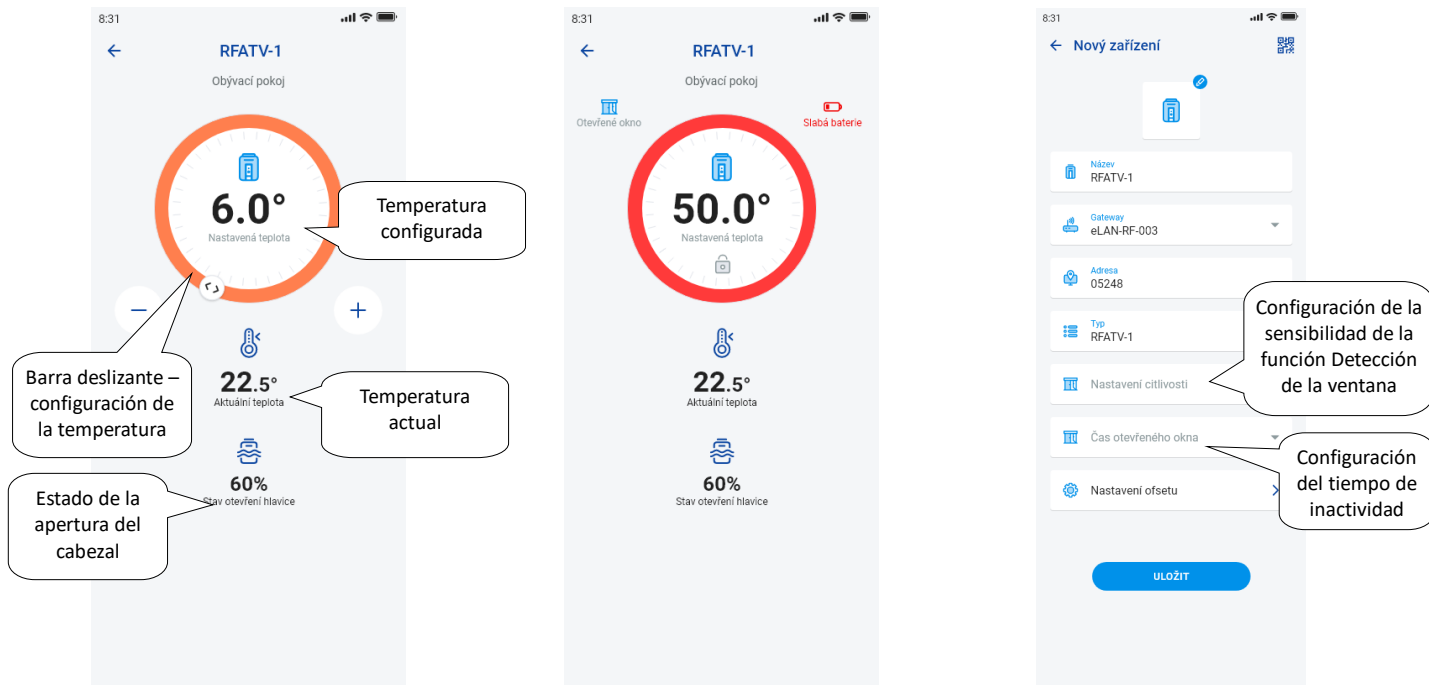 8:31
RFATV-1
Obývací pokoj
6.0°
Nastavená teplota
Temperatura
configurada
Barra deslizante –
configuración de
la temperatura
22.5°
Aktuální teplota
Temperatura
actual
60%
Stav otevření hlavice
Estado de la
apertura del
cabezal
8:31
RFATV-1
Obývací pokoj
Otevřené okno
Slabá baterie
50.0°
Nastavená teplota
22.5°
Aktuální teplota
60%
Stav otevření hlavice
8:31
Nový zařízení
Název
RFATV-1
Gateway
eLAN-RF-003
Adresa
05248
Typ
RFATV-1
Nastavení citlivosti
Configuración de la
sensibilidad de la
función Detección
de la ventana
Čas otevřeného okna
Configuración
del tiempo de
inactividad
Nastavení ofsetu
ULOŽIT